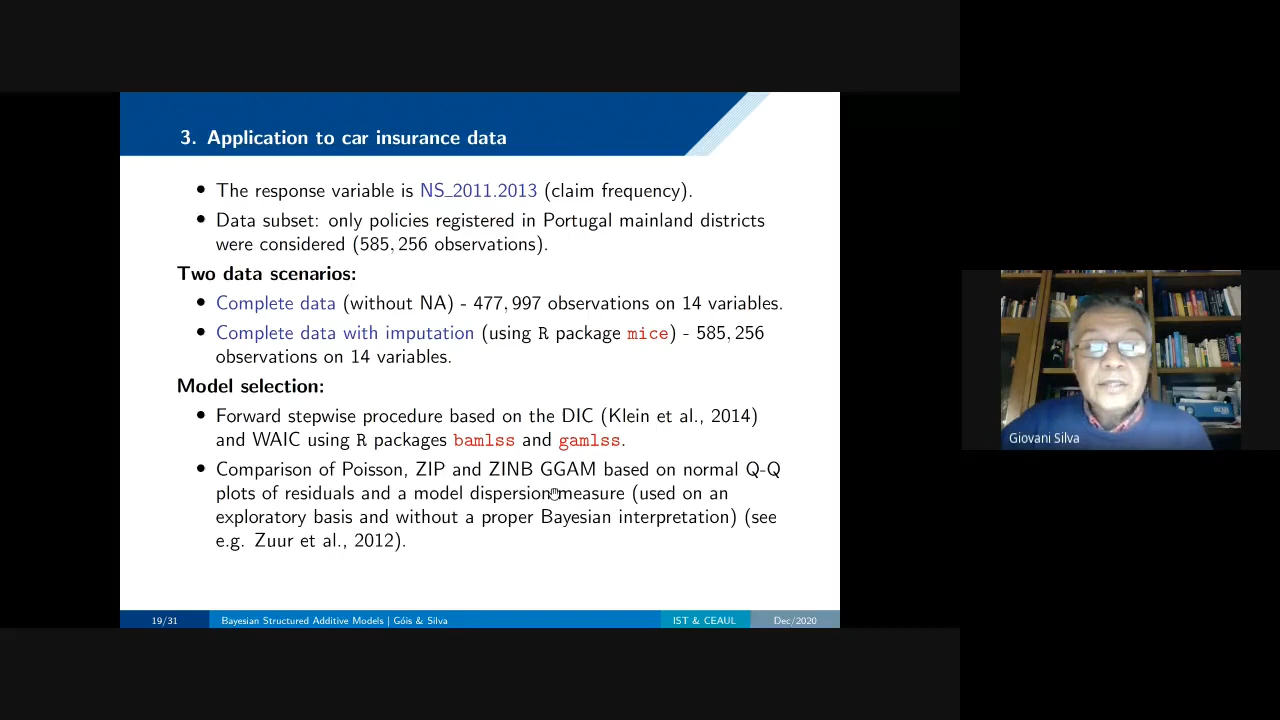 3. Application to car insurance data
• The response variable is NS_2011.2013 (claim frequency).
• Data subset: only policies registered in Portugal mainland districts
were considered (585, 256 observations).
Two data scenarios:
• Complete data (without NA) - 477, 997 observations on 14 variables.
• Complete data with imputation (using R package mice) - 585, 256
observations on 14 variables.
Model selection:
• Forward stepwise procedure based on the DIC (Klein et al., 2014)
and WAIC using R packages bamlss and gamlss.
• Comparison of Poisson, ZIP and ZINB GGAM based on normal Q-Q
plots of residuals and a model dispersion measure (used on an
exploratory basis and without a proper Bayesian interpretation) (see
e.g. Zuur et al., 2012).
19/31 Bayesian Structured Additive Models | Góis & Silva IST & CEAUL Dec/2020
Giovani Silva